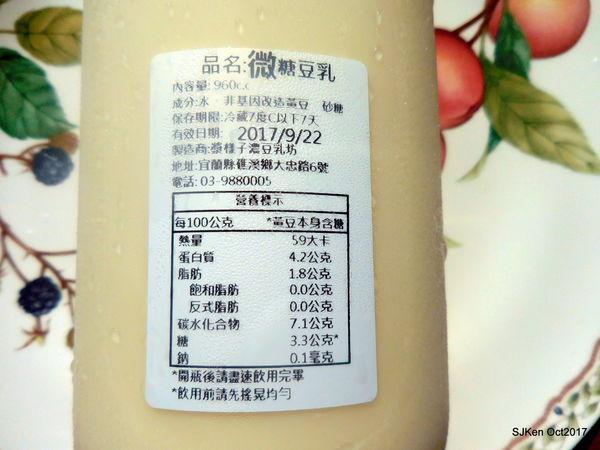 品名:微糖豆乳
內容量:960c.c
成分:水、非基因改造黃豆、砂糖
保存期限:冷藏7度C以下7天
有效日期: 2017/9/22
製造商:漿様子濃豆乳坊
地址:宜蘭縣礁溪鄉大忠路6號
電話: 03-9880005
營養標示
每100公克 *黃豆本身含糖
熱量 59大卡
蛋白質 4.2公克
脂肪 1.8公克
飽和脂肪 0.0公克
反式脂肪 0.0公克
碳水化合物 7.1公克
糖 3.3公克*
鈉 0.1毫克
*開瓶後請盡速飲用完畢
*飲用前請先搖晃均勻
SJKen Oct2017